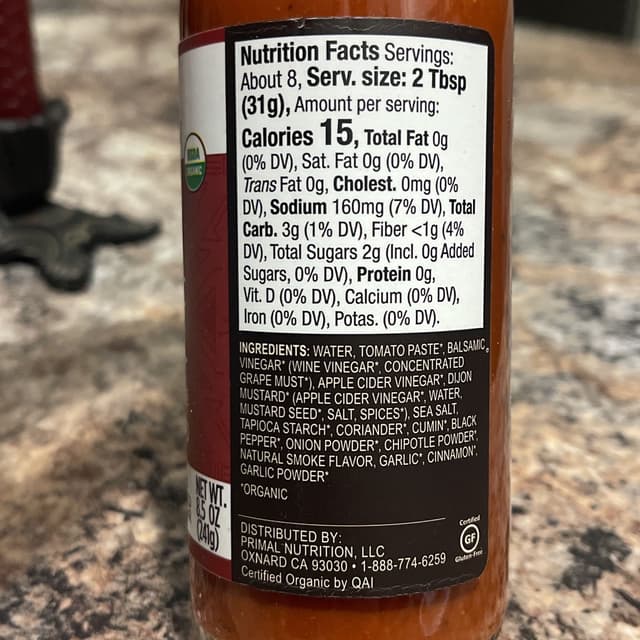 Nutrition Facts Servings:
About 8, Serv. size: 2 Tbsp
(31g), Amount per serving:
Calories 15, Total Fat 0g
(0% DV), Sat. Fat 0g (0% DV),
Trans Fat 0g, Cholest. 0mg (0%
DV), Sodium 160mg (7% DV), Total
Carb. 3g (1% DV), Fiber <1g (4%
DV), Total Sugars 2g (Incl. 0g Added
Sugars, 0% DV), Protein 0g,
Vit. D (0% DV), Calcium (0% DV),
Iron (0% DV), Potas. (0% DV).
INGREDIENTS: WATER, TOMATO PASTE*, BALSAMIC
VINEGAR* (WINE VINEGAR*, CONCENTRATED
GRAPE MUST*), APPLE CIDER VINEGAR*, DIJON
MUSTARD* (APPLE CIDER VINEGAR*, WATER,
MUSTARD SEED*, SALT, SPICES*), SEA SALT,
TAPIOCA STARCH*, CORIANDER*, CUMIN*, BLACK
PEPPER*, ONION POWDER*, CHIPOTLE POWDER*,
NATURAL SMOKE FLAVOR, GARLIC*, CINNAMON*,
GARLIC POWDER*
*ORGANIC
DISTRIBUTED BY:
PRIMAL NUTRITION, LLC
OXNARD CA 93030 • 1-888-774-6259
Certified Organic by QAI
Certified
GF
Gluten-Free
USDA
ORGANIC
NET WT.
8.5 OZ
(241g)